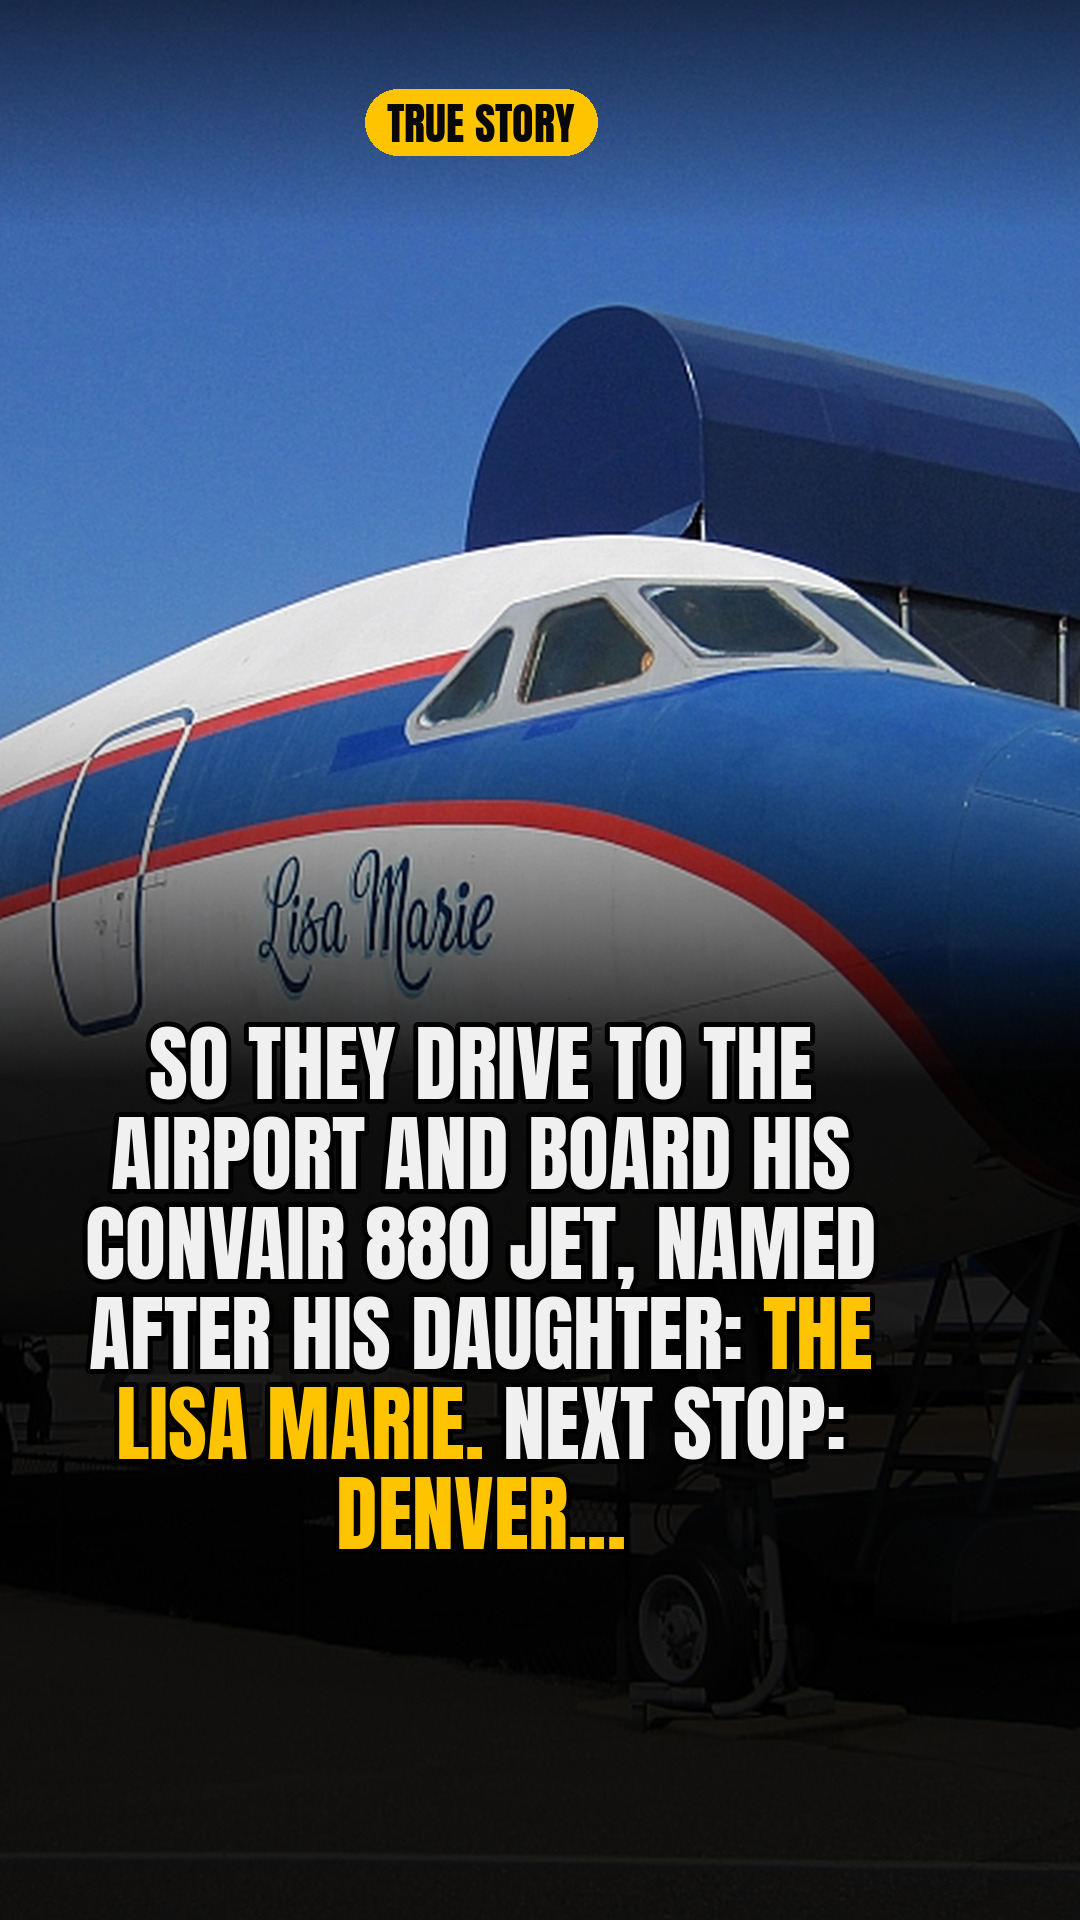 TRUE STORY
Lisa Marie
SO THEY DRIVE TO THE
AIRPORT AND BOARD HIS
CONVAIR 880 JET, NAMED
AFTER HIS DAUGHTER: THE
LISA MARIE. NEXT STOP:
DENVER...